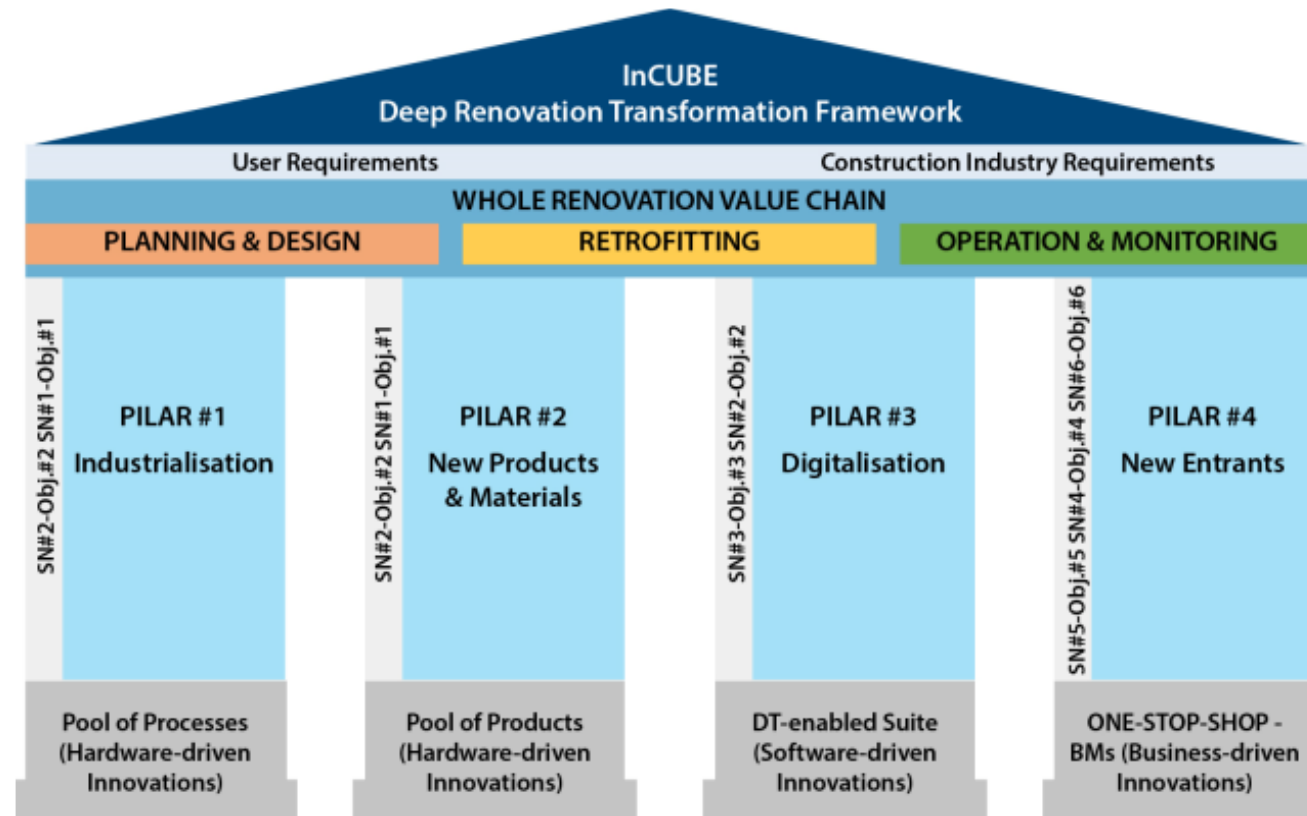 InCUBE
Deep Renovation Transformation Framework
User Requirements
Construction Industry Requirements
WHOLE RENOVATION VALUE CHAIN
PLANNING & DESIGN
RETROFITTING
OPERATION & MONITORING
SN#2-Obj.#2 SN#1-Obj.#1
PILAR #1
Industrialisation
SN#2-Obj.#2 SN#1-Obj.#1
PILAR #2
New Products
& Materials
SN#3-Obj.#3 SN#2-Obj.#2
PILAR #3
Digitalisation
SN#5-Obj.#5 SN#4-Obj.#4 SN#6-Obj.#6
PILAR #4
New Entrants
Pool of Processes
(Hardware-driven
Innovations)
Pool of Products
(Hardware-driven
Innovations)
DT-enabled Suite
(Software-driven
Innovations)
ONE-STOP-SHOP -
BMs (Business-driven
Innovations)